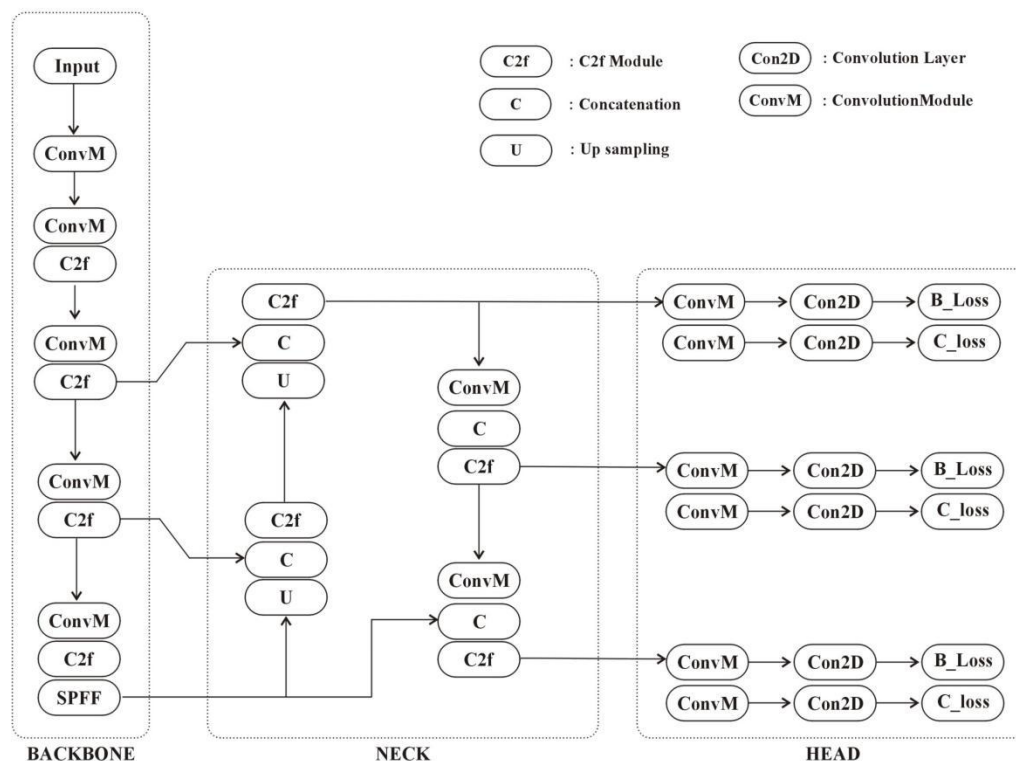 Input
ConvM
ConvM
C2f
ConvM
C2f
ConvM
C2f
ConvM
C2f
SPFF
BACKBONE
C2f : C2f Module
C : Concatenation
U : Up sampling
Con2D : Convolution Layer
ConvM : ConvolutionModule
C2f
C
U
C2f
C
U
ConvM
C
C2f
ConvM
C
C2f
NECK
ConvM Con2D B_Loss
ConvM Con2D C_loss
ConvM Con2D B_Loss
ConvM Con2D C_loss
ConvM Con2D B_Loss
ConvM Con2D C_loss
HEAD